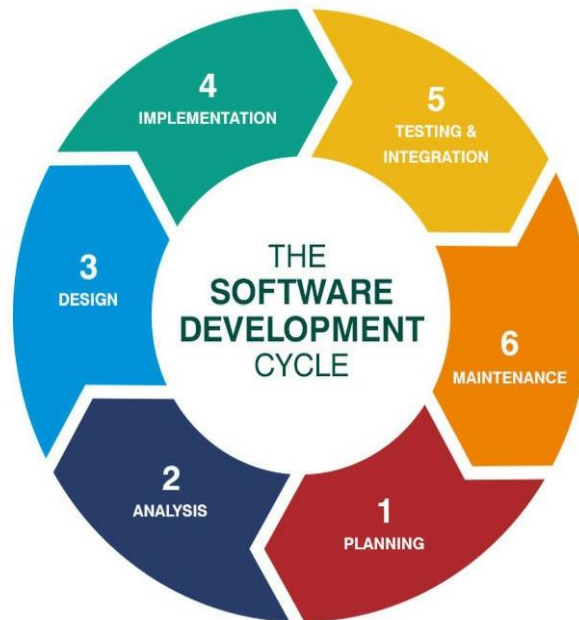 THE
SOFTWARE
DEVELOPMENT
CYCLE
1
PLANNING
2
ANALYSIS
3
DESIGN
4
IMPLEMENTATION
5
TESTING &
INTEGRATION
6
MAINTENANCE